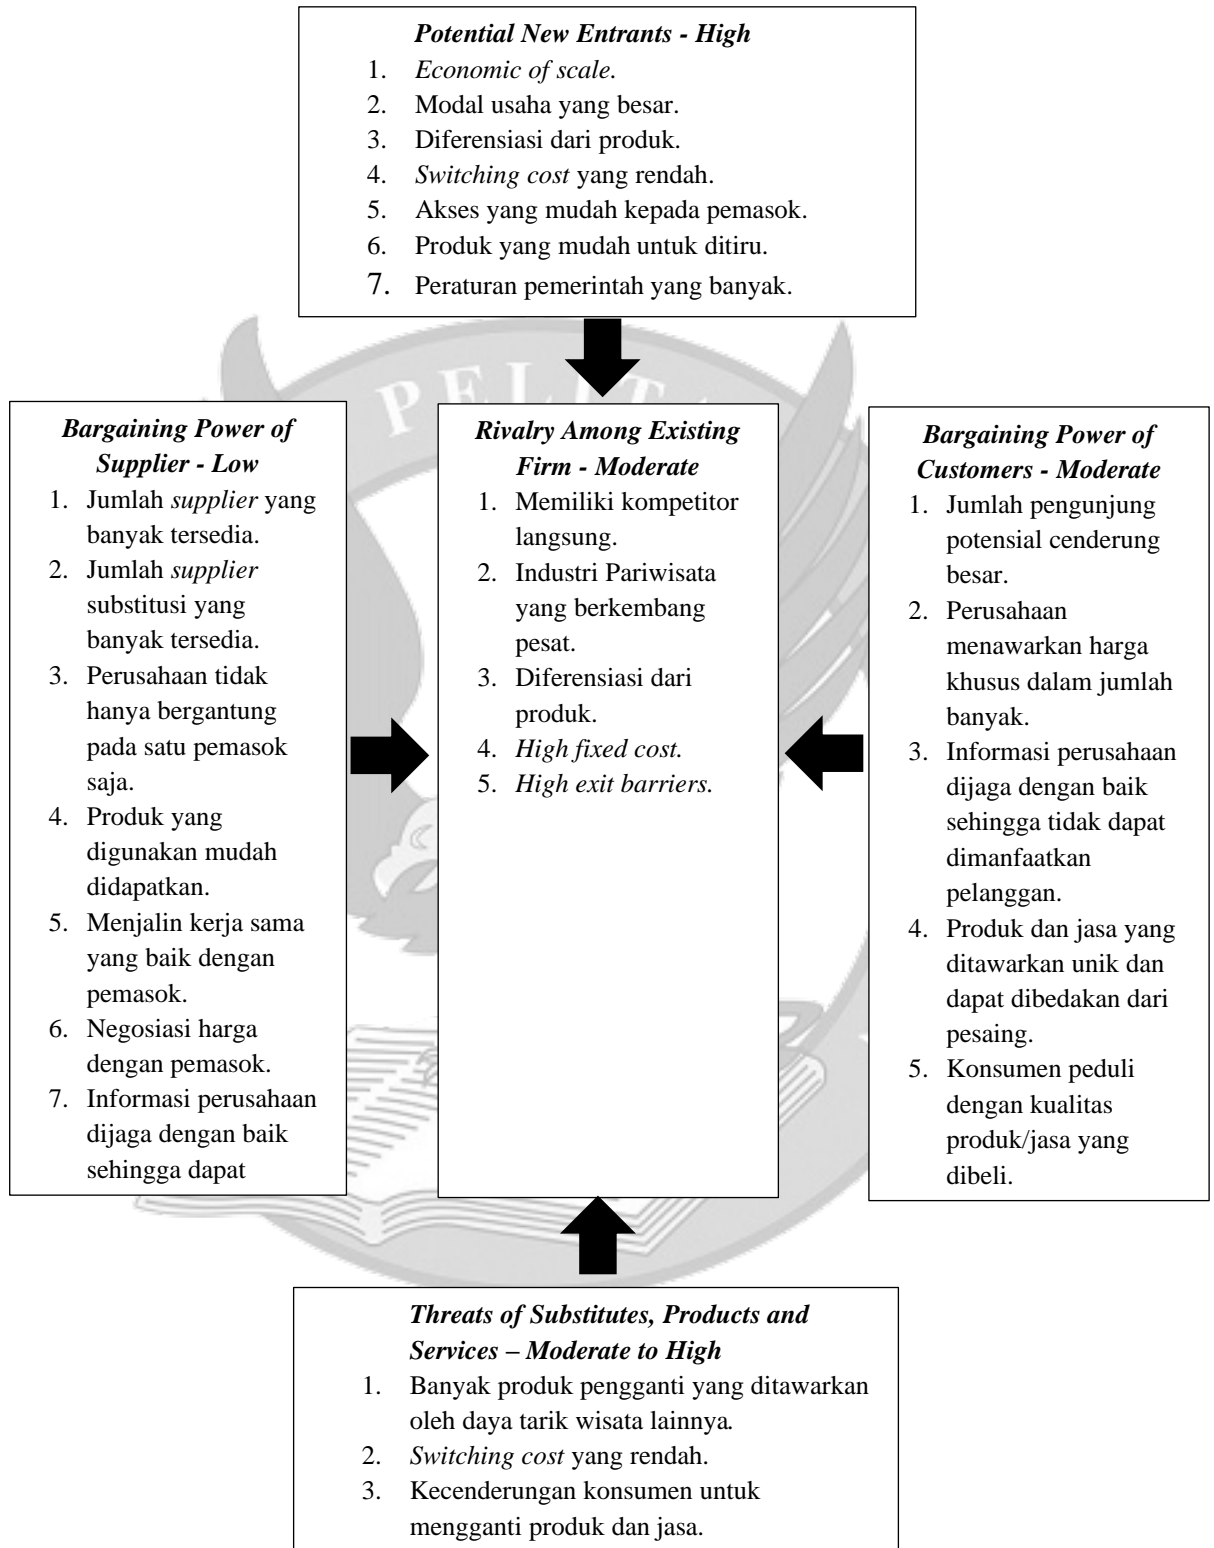 Potential New Entrants - High
1. Economic of scale.
2. Modal usaha yang besar.
3. Diferensiasi dari produk.
4. Switching cost yang rendah.
5. Akses yang mudah kepada pemasok.
6. Produk yang mudah untuk ditiru.
7. Peraturan pemerintah yang banyak.
PELITA
Bargaining Power of
Supplier - Low
1. Jumlah supplier yang
banyak tersedia.
2. Jumlah supplier
substitusi yang
banyak tersedia.
3. Perusahaan tidak
hanya bergantung
pada satu pemasok
saja.
4. Produk yang
digunakan mudah
didapatkan.
5. Menjalin kerja sama
yang baik dengan
pemasok.
6. Negosiasi harga
dengan pemasok.
7. Informasi perusahaan
dijaga dengan baik
sehingga dapat
Rivalry Among Existing
Firm - Moderate
1. Memiliki kompetitor
langsung.
2. Industri Pariwisata
yang berkembang
pesat.
3. Diferensiasi dari
produk.
4. High fixed cost.
5. High exit barriers.
Bargaining Power of
Customers - Moderate
1. Jumlah pengunjung
potensial cenderung
besar.
2. Perusahaan
menawarkan harga
khusus dalam jumlah
banyak.
3. Informasi perusahaan
dijaga dengan baik
sehingga tidak dapat
dimanfaatkan
pelanggan.
4. Produk dan jasa yang
ditawarkan unik dan
dapat dibedakan dari
pesaing.
5. Konsumen peduli
dengan kualitas
produk/jasa yang
dibeli.
Threats of Substitutes, Products and
Services – Moderate to High
1. Banyak produk pengganti yang ditawarkan
oleh daya tarik wisata lainnya.
2. Switching cost yang rendah.
3. Kecenderungan konsumen untuk
mengganti produk dan jasa.